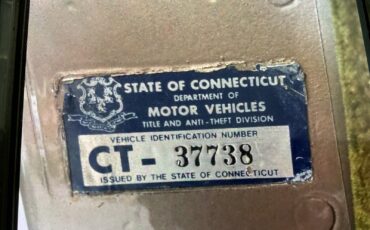 STATE OF CONNECTICUT
DEPARTMENT OF
MOTOR VEHICLES
TITLE AND ANTI-THEFT DIVISION
VEHICLE IDENTIFICATION NUMBER
CT- 37738
ISSUED BY THE STATE OF CONNECTICUT